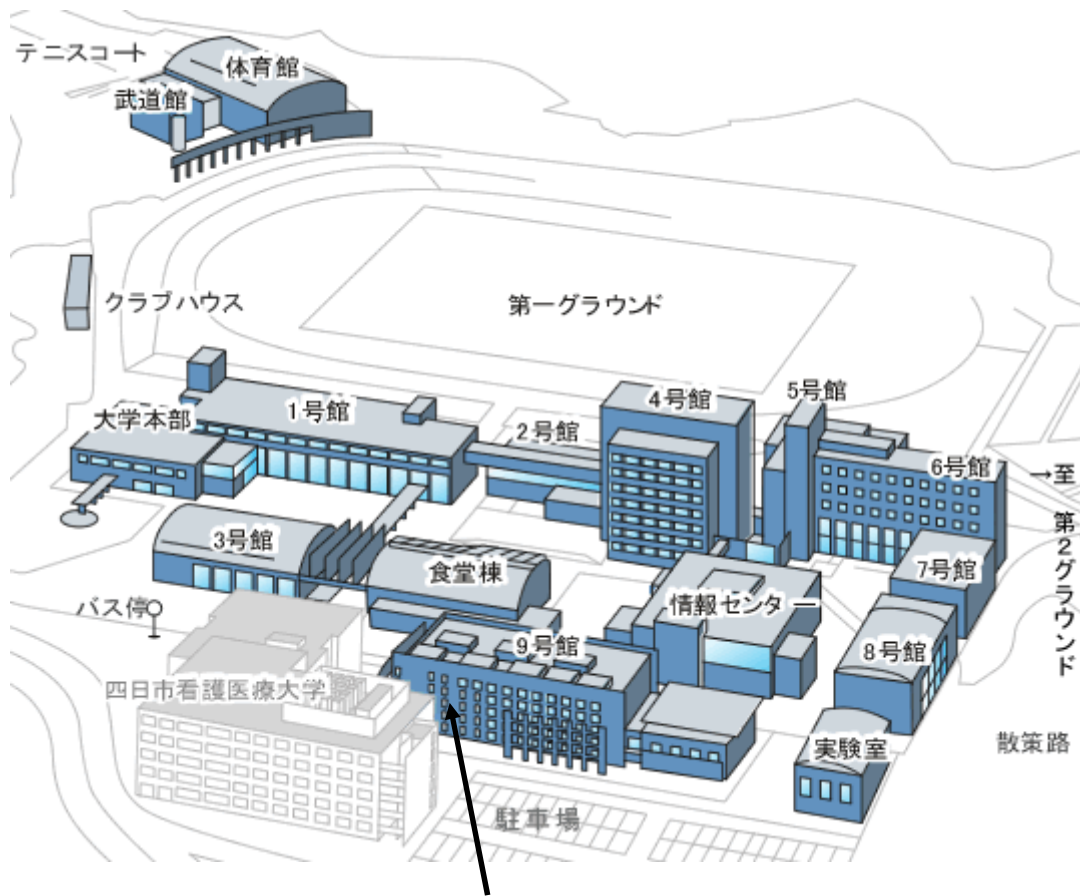 テニスコート
体育館
武道館
クラブハウス
第一グラウンド
5号館
4号館
1号館
大学本部
2号館
6号館
→至
第2グラウンド
3号館
食堂棟
7号館
バス停
情報センター
9号館
8号館
四日市看護医療大学
散策路
実験室
駐車場